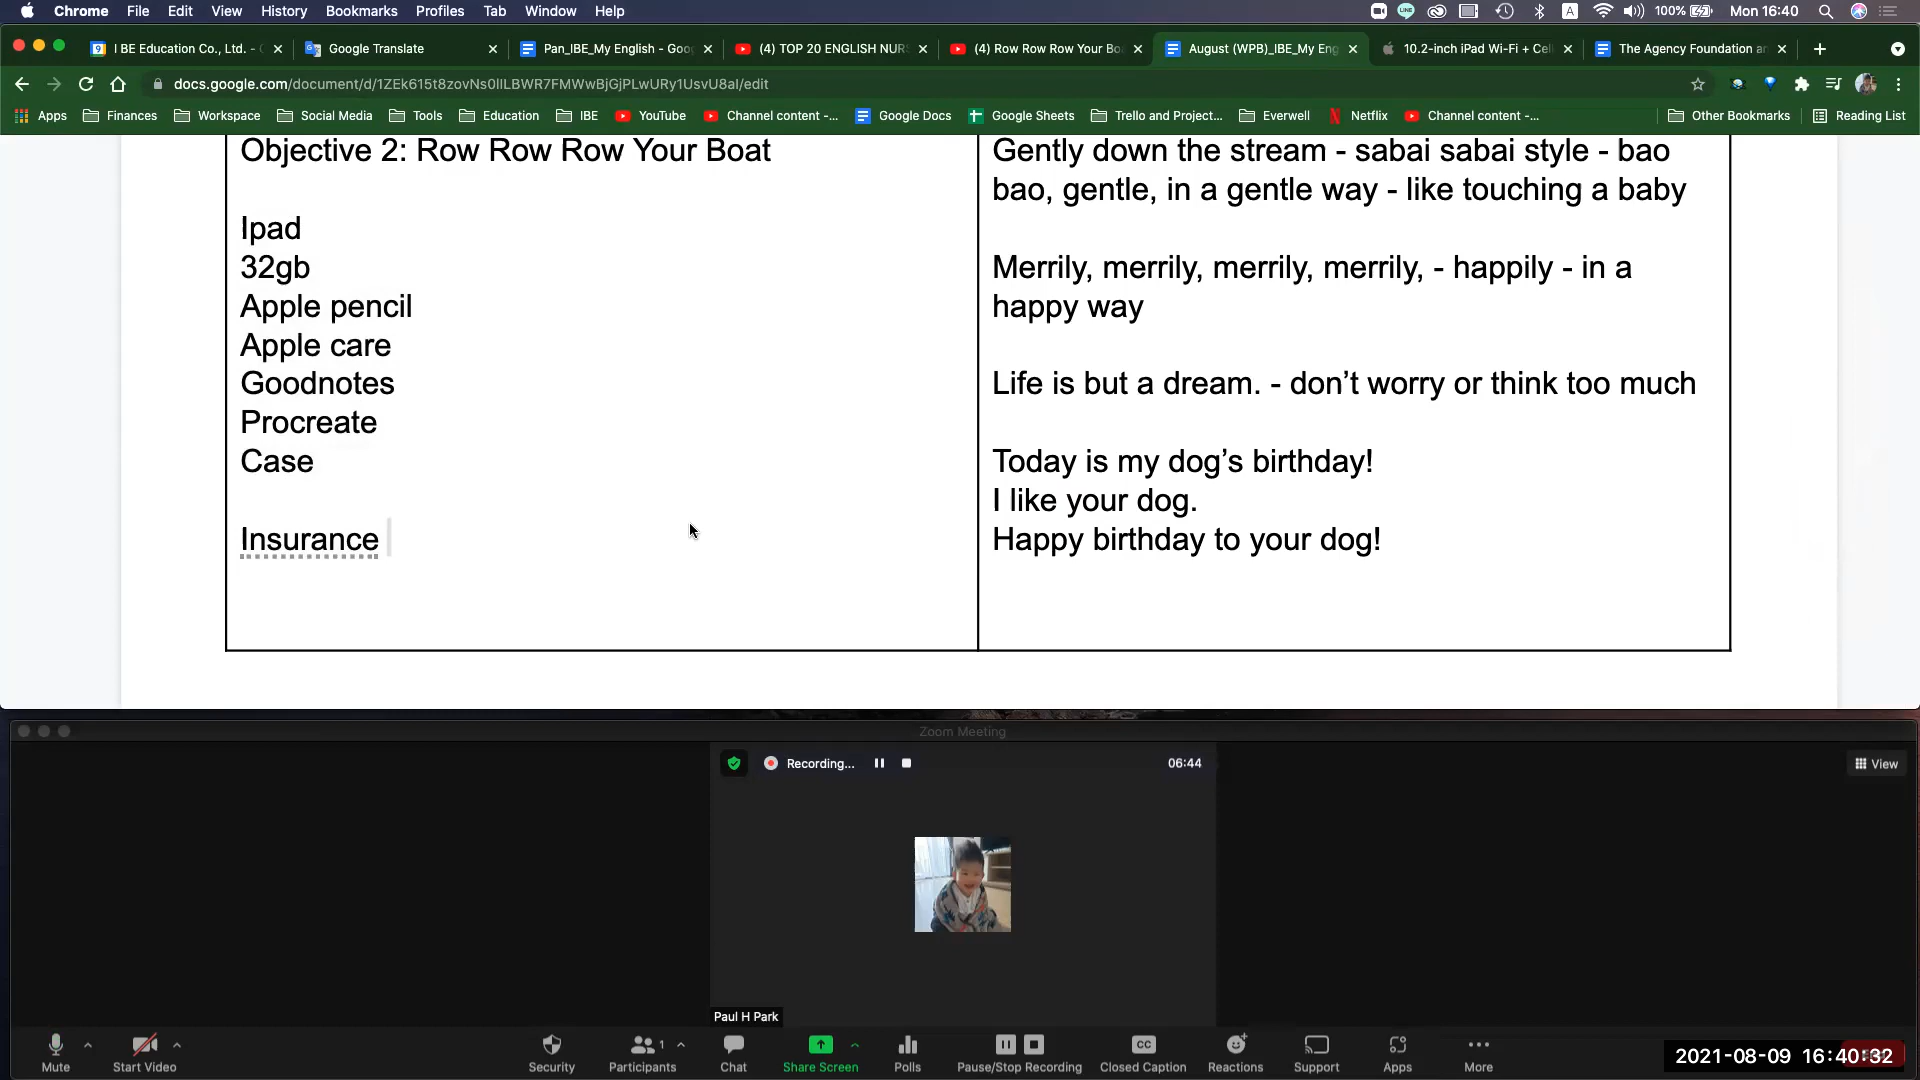 Chrome File Edit View History Bookmarks Profiles Tab Window Help
A 100% Mon 16:40
I BE Education Co., Ltd. -
Google Translate
Pan_IBE_My English - Goo
(4) TOP 20 ENGLISH NUR
(4) Row Row Row Your Bo
August (WPB)_IBE_My Eng
10.2-inch iPad Wi-Fi + Cel
The Agency Foundation a
Apps Finances Workspace Social Media Tools Education IBE YouTube Channel content -... Google Docs Google Sheets Trello and Project... Everwell Netflix Channel content -... Other Bookmarks Reading List
Objective 2: Row Row Row Your Boat
Ipad
32gb
Apple pencil
Apple care
Goodnotes
Procreate
Case
Insurance
Gently down the stream - sabai sabai style - bao
bao, gentle, in a gentle way - like touching a baby
Merrily, merrily, merrily, merrily, - happily - in a
happy way
Life is but a dream. - don’t worry or think too much
Today is my dog’s birthday!
I like your dog.
Happy birthday to your dog!
Zoom Meeting
Recording... 06:44
View
Paul H Park
1
CC
Mute Start Video Security Participants Chat Share Screen Polls Pause/Stop Recording Closed Caption Reactions Support Apps More
2021-08-09 16:40:32